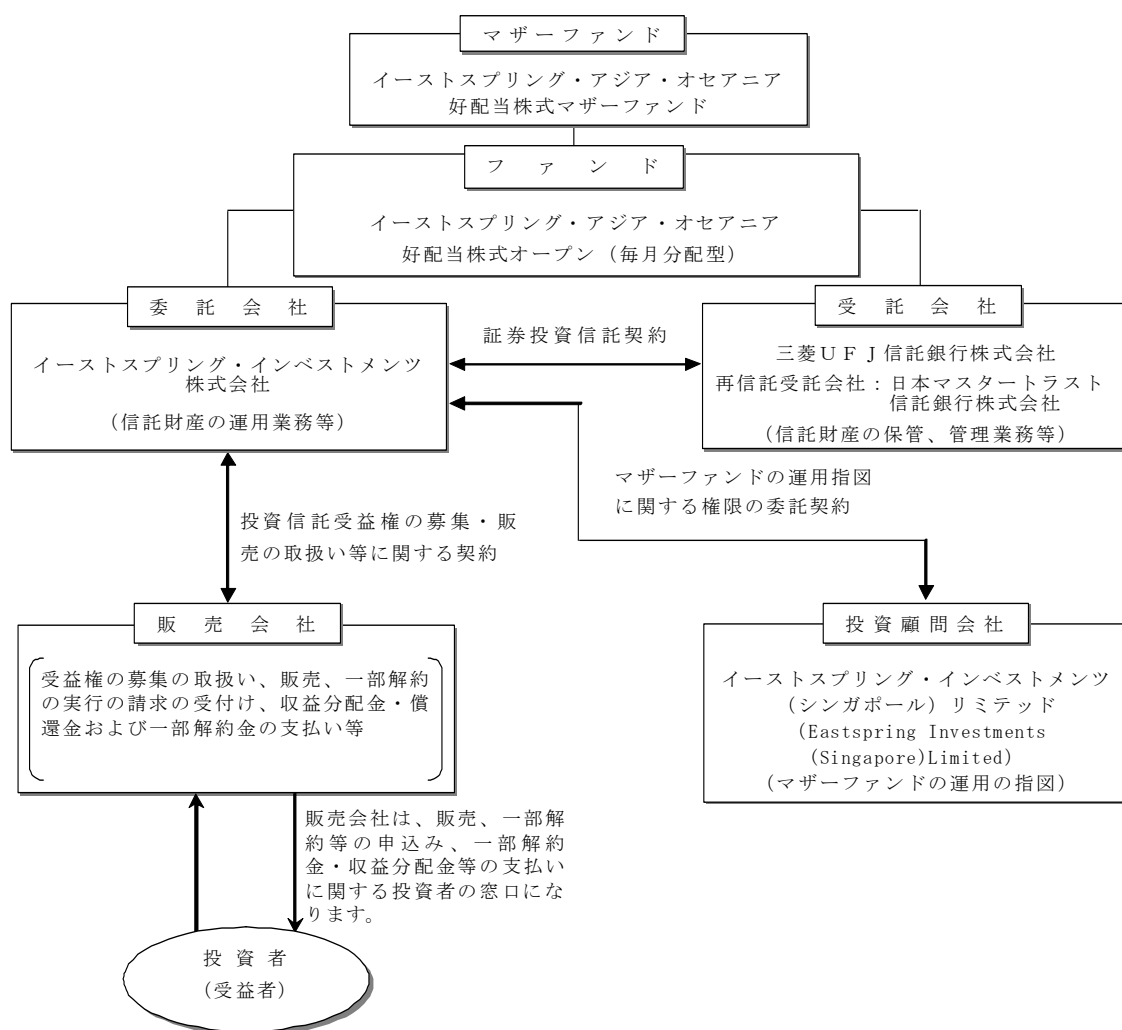 マザーファンド
イーストスプリング・アジア・オセアニア
好配当株式マザーファンド
ファンド
イーストスプリング・アジア・オセアニア
好配当株式オープン（毎月分配型）
委託会社
イーストスプリング・インベストメンツ
株式会社
（信託財産の運用業務等）
証券投資信託契約
受託会社
三菱ＵＦＪ信託銀行株式会社
再信託受託会社：日本マスタートラスト
信託銀行株式会社
（信託財産の保管、管理業務等）
マザーファンドの運用指図
に関する権限の委託契約
投資信託受益権の募集・販
売の取扱い等に関する契約
販売会社
受益権の募集の取扱い、販売、一部解約
の実行の請求の受付け、収益分配金・償
還金および一部解約金の支払い等
投資顧問会社
イーストスプリング・インベストメンツ
（シンガポール）リミテッド
(Eastspring Investments
(Singapore)Limited)
（マザーファンドの運用の指図）
販売会社は、販売、一部解
約等の申込み、一部解約
金・収益分配金等の支払い
に関する投資者の窓口にな
ります。
投資者
（受益者）